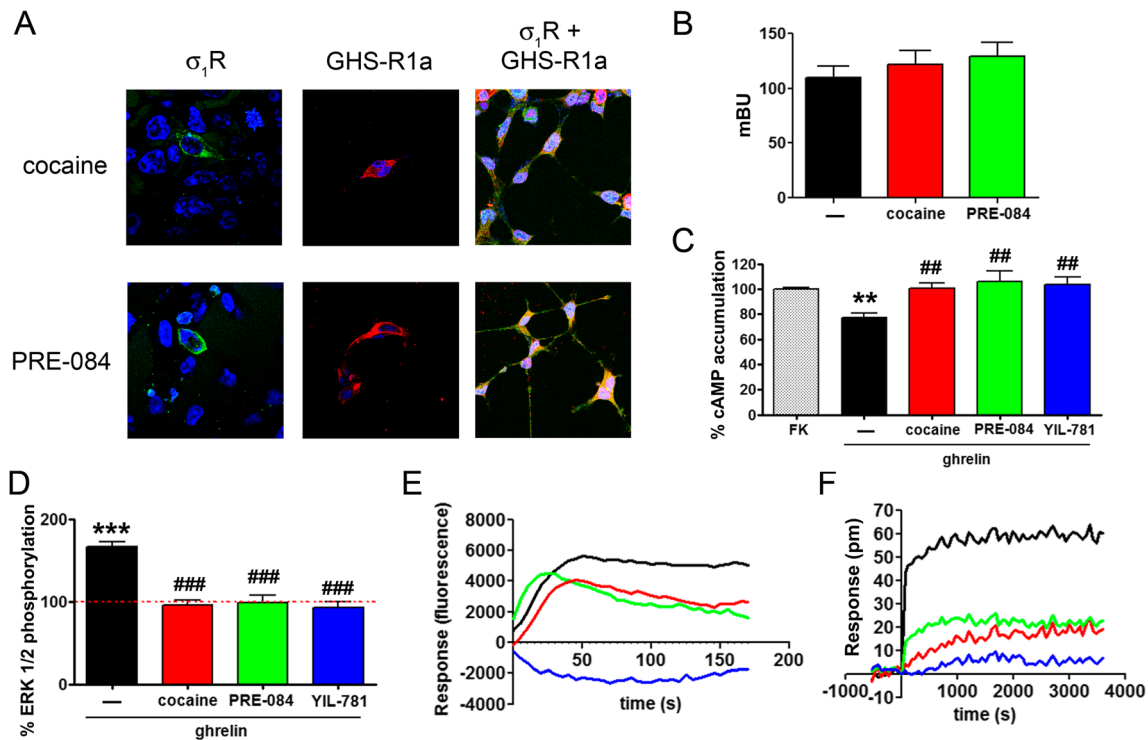 A
σ1R
GHS-R1a
σ1R +
GHS-R1a
cocaine
PRE-084
B
mBU
150
100
50
0
—
cocaine
PRE-084
C
% cAMP accumulation
120
100
80
60
40
20
0
FK
—
cocaine
PRE-084
YIL-781
**
##
##
##
ghrelin
D
% ERK 1/2 phosphorylation
200
100
0
***
###
###
###
—
cocaine
PRE-084
YIL-781
ghrelin
E
Response (fluorescence)
8000
6000
4000
2000
0
-2000
-4000
50
100
150
200
time (s)
F
Response (pm)
70
60
50
40
30
20
10
0
-10
-1000
0
1000
2000
3000
4000
time (s)